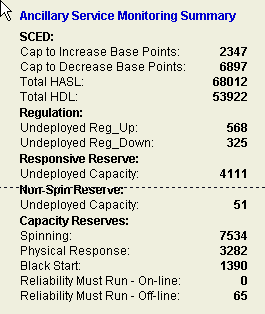 Ancillary Service Monitoring Summary
SCED:
Cap to Increase Base Points: 2347
Cap to Decrease Base Points: 6897
Total HASL: 68012
Total HDL: 53922
Regulation:
Undeployed Reg_Up: 568
Undeployed Reg_Down: 325
Responsive Reserve:
Undeployed Capacity: 4111
Non-Spin Reserve:
Undeployed Capacity: 51
Capacity Reserves:
Spinning: 7534
Physical Response: 3282
Black Start: 1390
Reliability Must Run - On-line: 0
Reliability Must Run - Off-line: 65